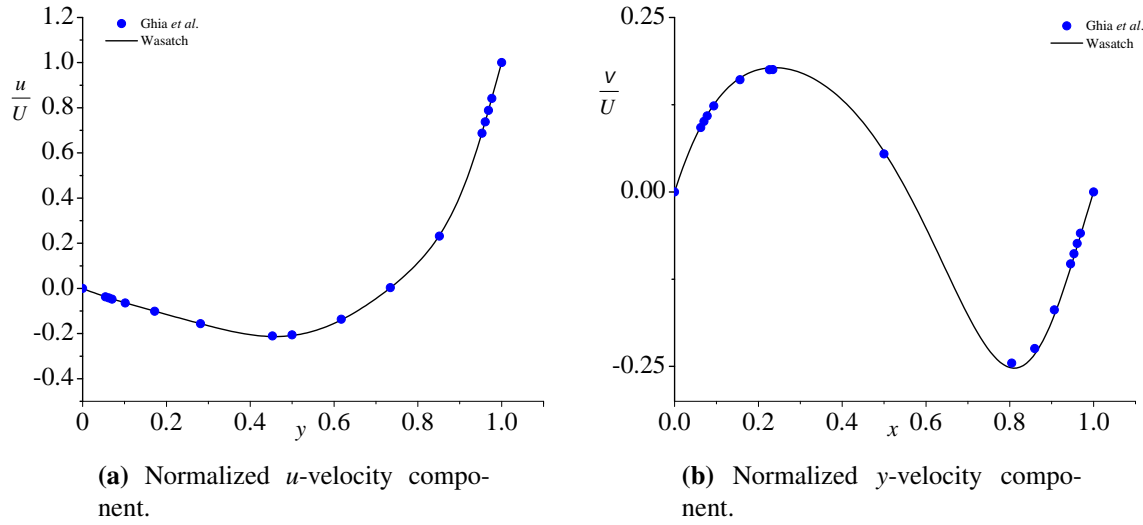 1.2
1.0
0.8
0.6
0.4
0.2
0.0
-0.2
-0.4
u
U
Ghia et al.
Wasatch
0.0 0.2 0.4 0.6 0.8 1.0
y
(a) Normalized u-velocity compo-
nent.
0.25
0.00
-0.25
v
U
Ghia et al.
Wasatch
0.0 0.2 0.4 0.6 0.8 1.0
x
(b) Normalized y-velocity compo-
nent.